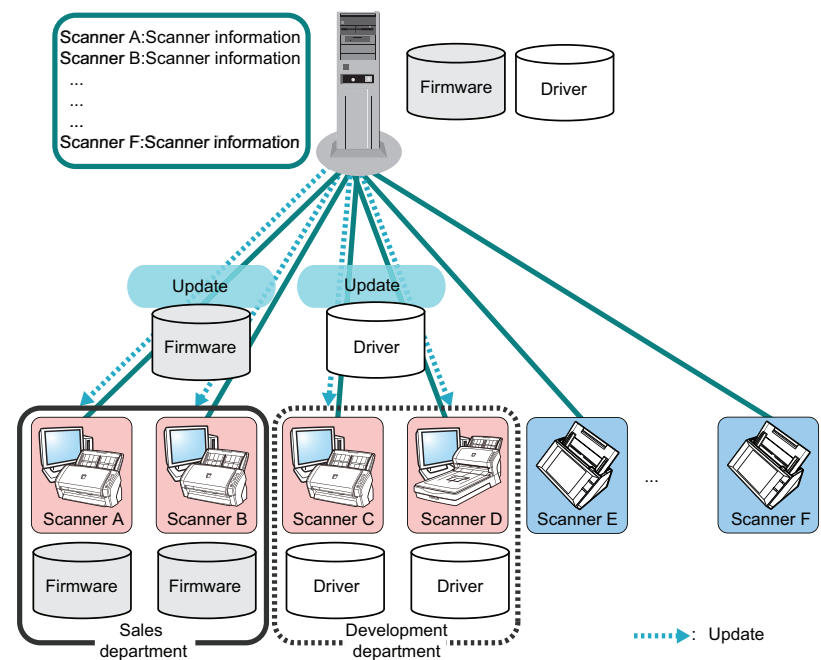 Scanner A:Scanner information
Scanner B:Scanner information
...
...
...
Scanner F:Scanner information
Firmware
Driver
Update
Update
Firmware
Driver
Scanner A
Scanner B
Scanner C
Scanner D
Scanner E
...
Scanner F
Firmware
Firmware
Driver
Driver
Sales
department
Development
department
: Update